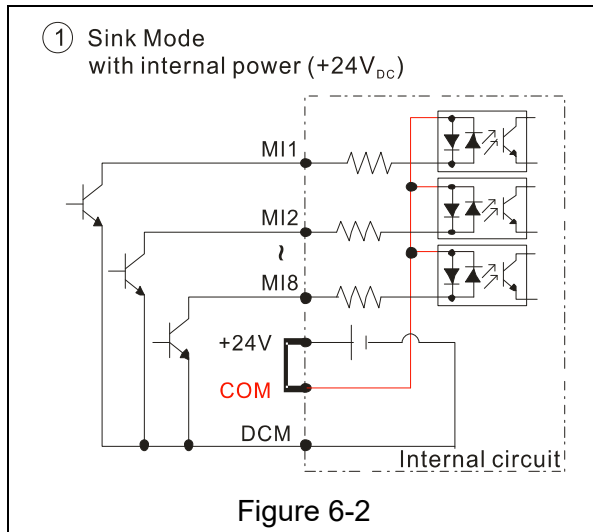 ① Sink Mode
with internal power (+24VDC)
MI1
MI2
~
MI8
+24V
COM
DCM
Internal circuit
Figure 6-2